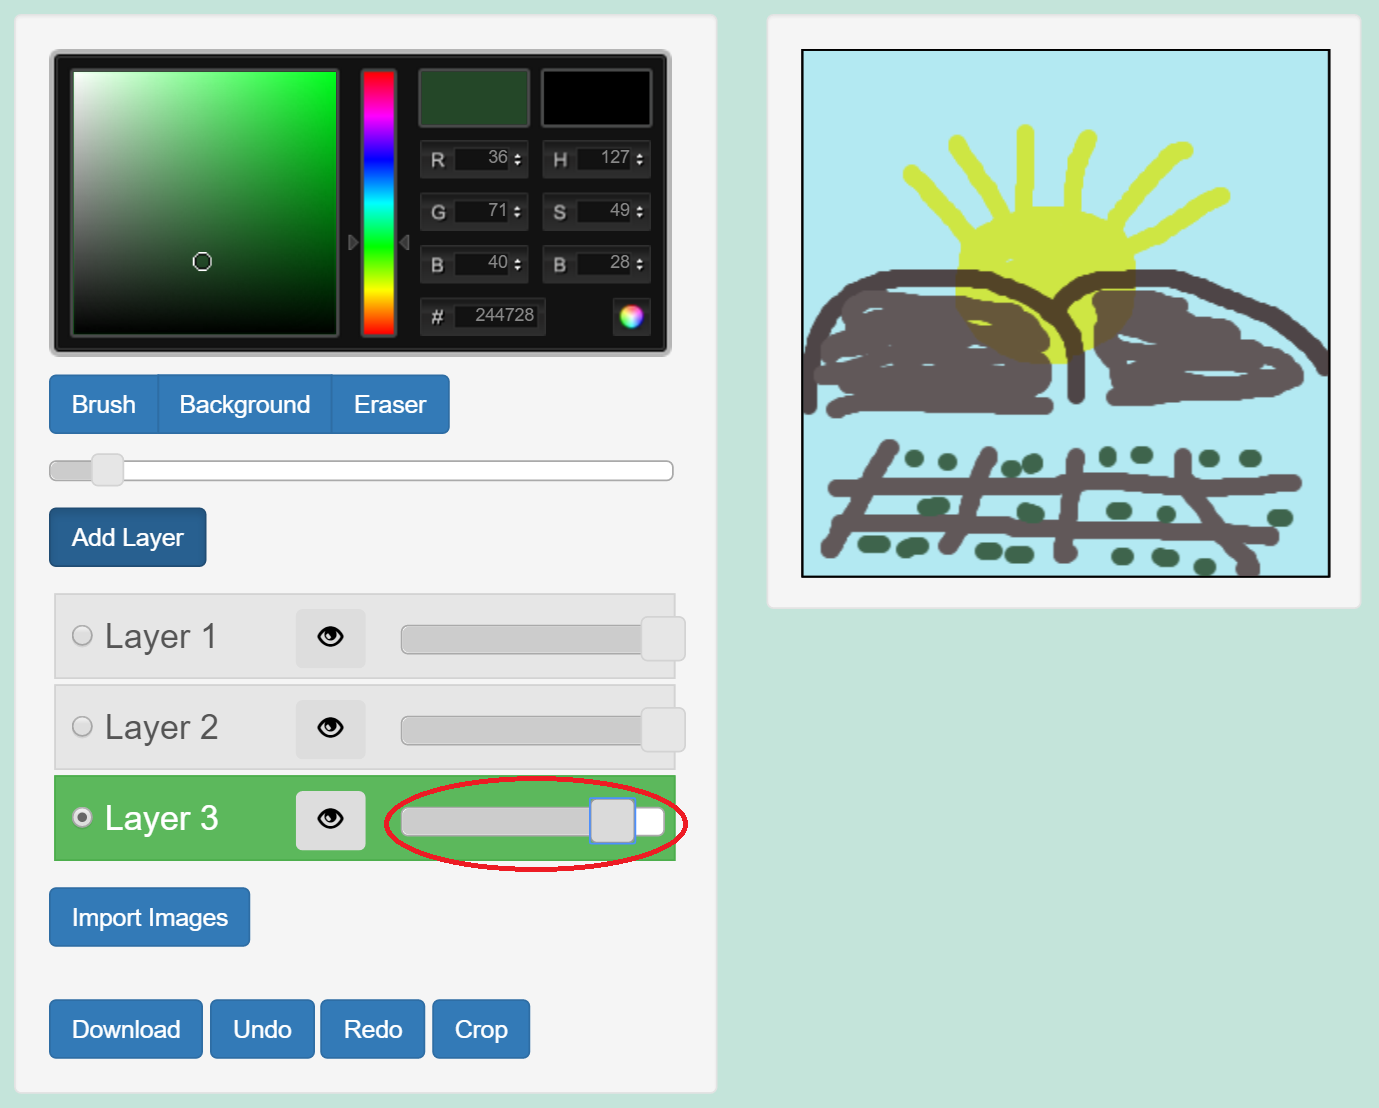 R 36 H 127
G 71 S 49
B 40 B 28
# 244728
Brush Background Eraser
Add Layer
Layer 1
Layer 2
Layer 3
Import Images
Download Undo Redo Crop